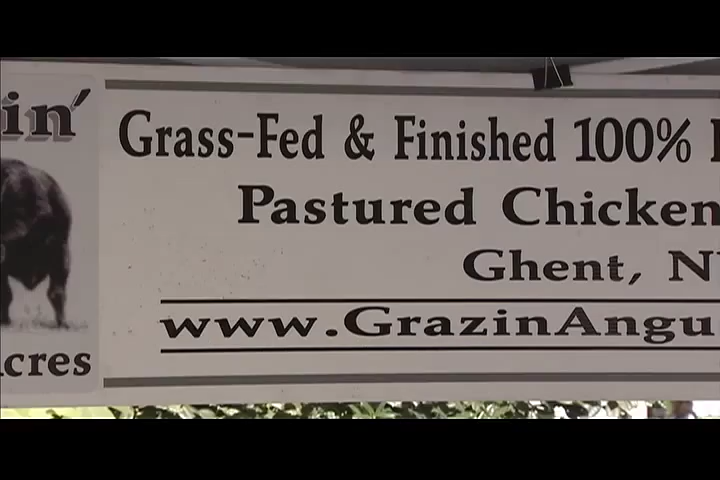 in'
Grass-Fed & Finished 100%
Pastured Chicken
Ghent, N
www.GrazinAngu
cres